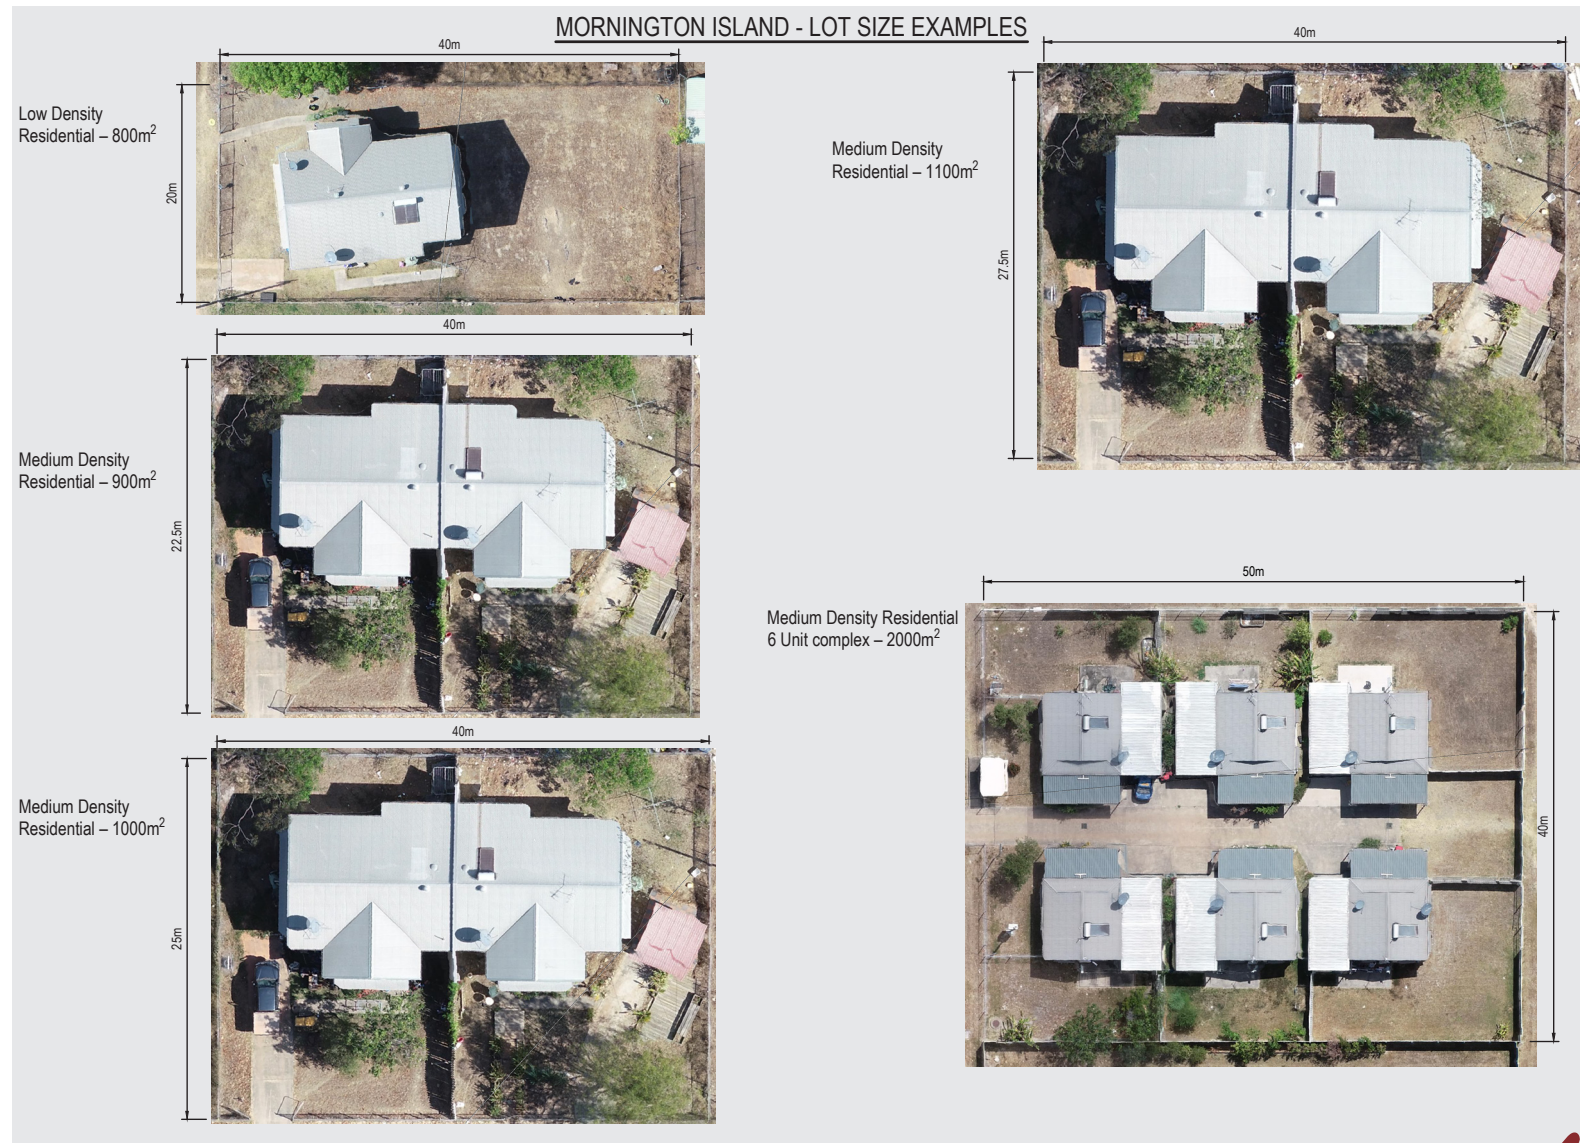 MORNINGTON ISLAND - LOT SIZE EXAMPLES
40m
Low Density
Residential – 800m²
20m
40m
Medium Density
Residential – 900m²
22.5m
40m
Medium Density
Residential – 1000m²
25m
40m
Medium Density
Residential – 1100m²
27.5m
50m
Medium Density Residential
6 Unit complex – 2000m²
40m